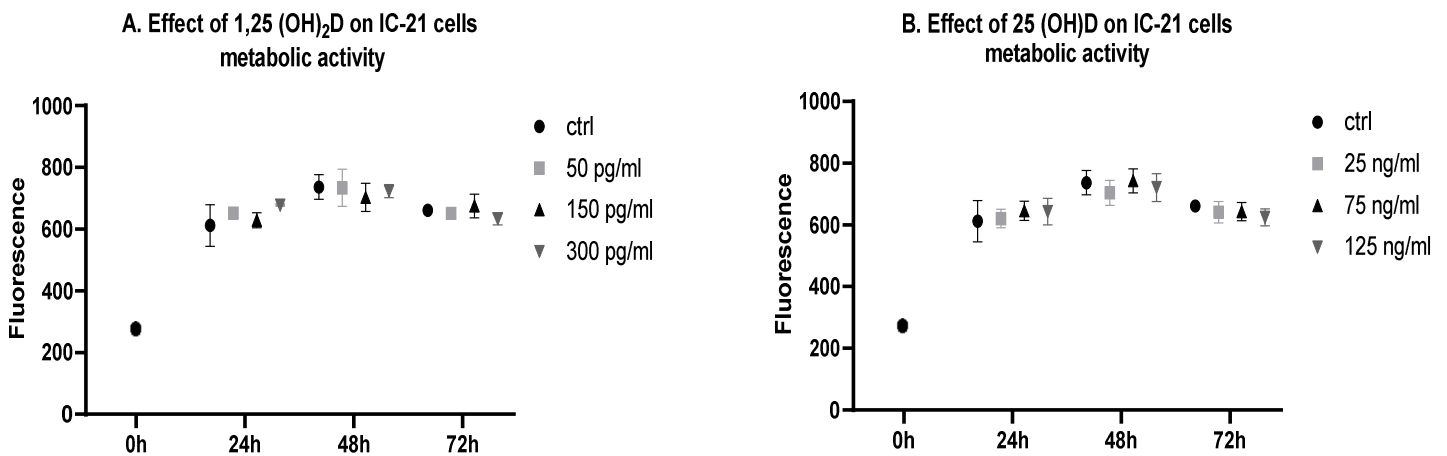 A. Effect of 1,25 (OH)₂D on IC-21 cells
metabolic activity
Fluorescence
1000
800
600
400
200
0
0h
24h
48h
72h
ctrl
50 pg/ml
150 pg/ml
300 pg/ml
B. Effect of 25 (OH)D on IC-21 cells
metabolic activity
Fluorescence
1000
800
600
400
200
0
0h
24h
48h
72h
ctrl
25 ng/ml
75 ng/ml
125 ng/ml